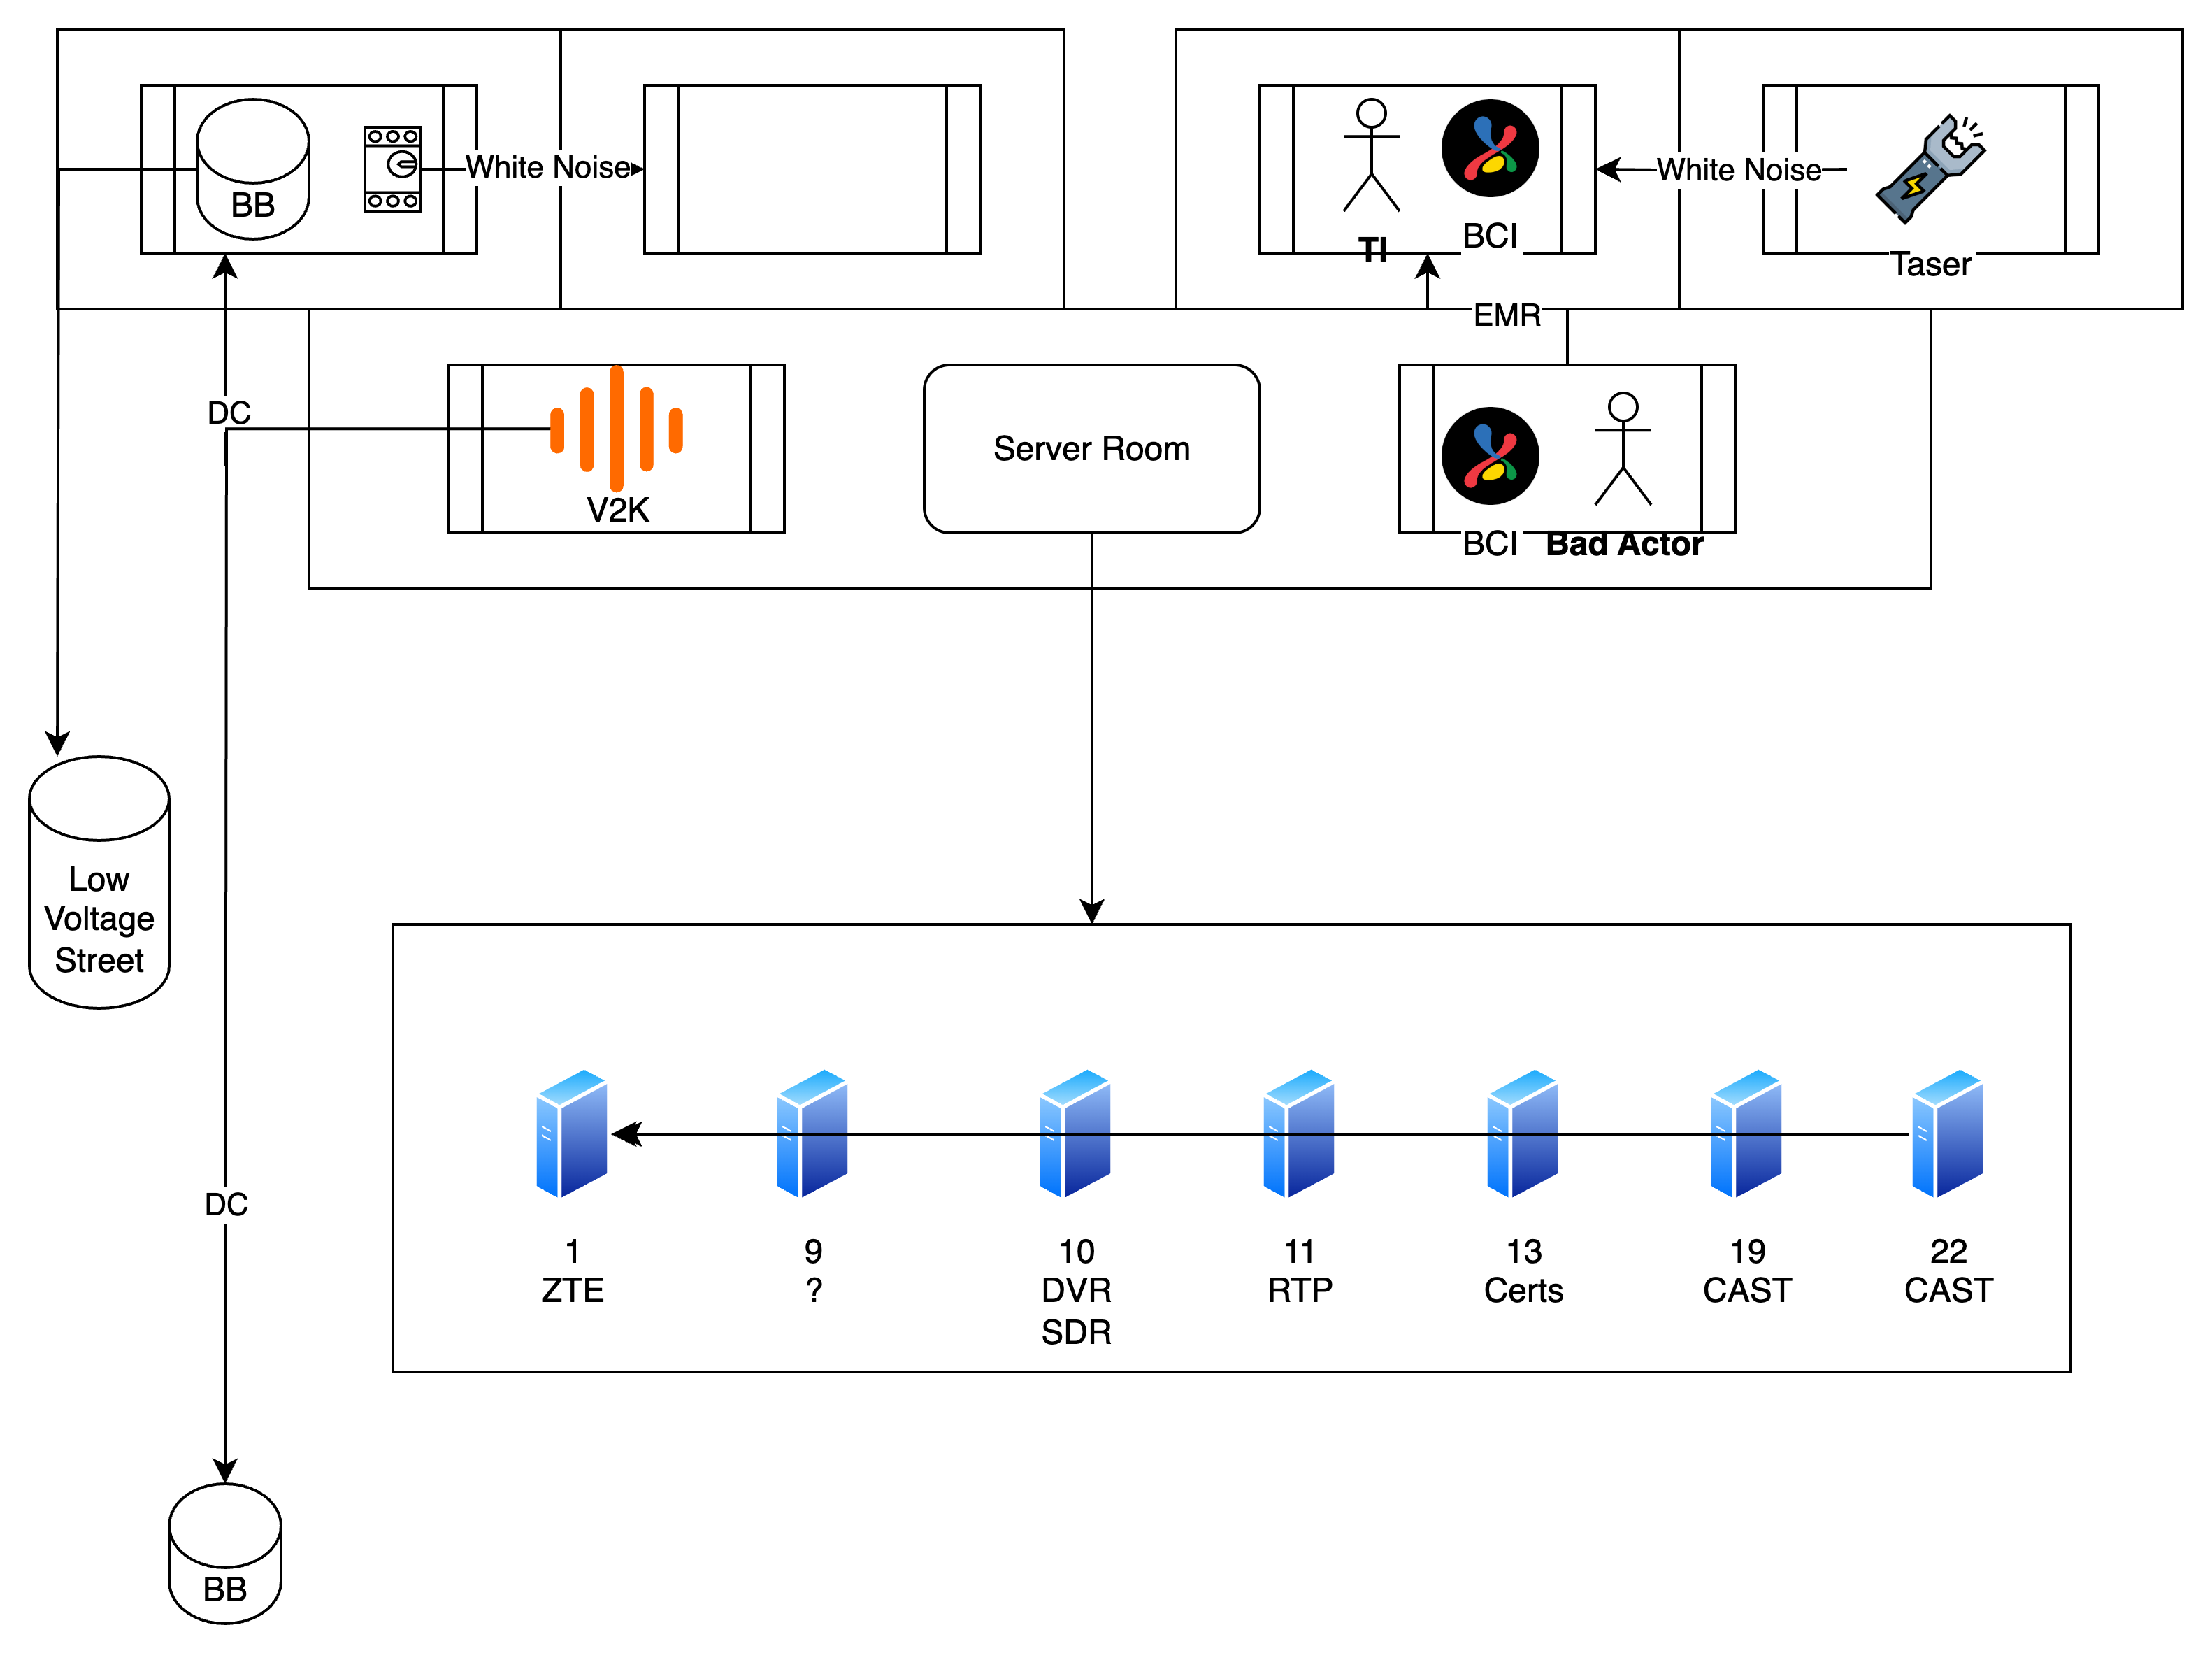 BB
White Noise
TI
BCI
White Noise
Taser
EMR
DC
V2K
Server Room
BCI
Bad Actor
Low
Voltage
Street
DC
1
ZTE
9
?
10
DVR
SDR
11
RTP
13
Certs
19
CAST
22
CAST
BB